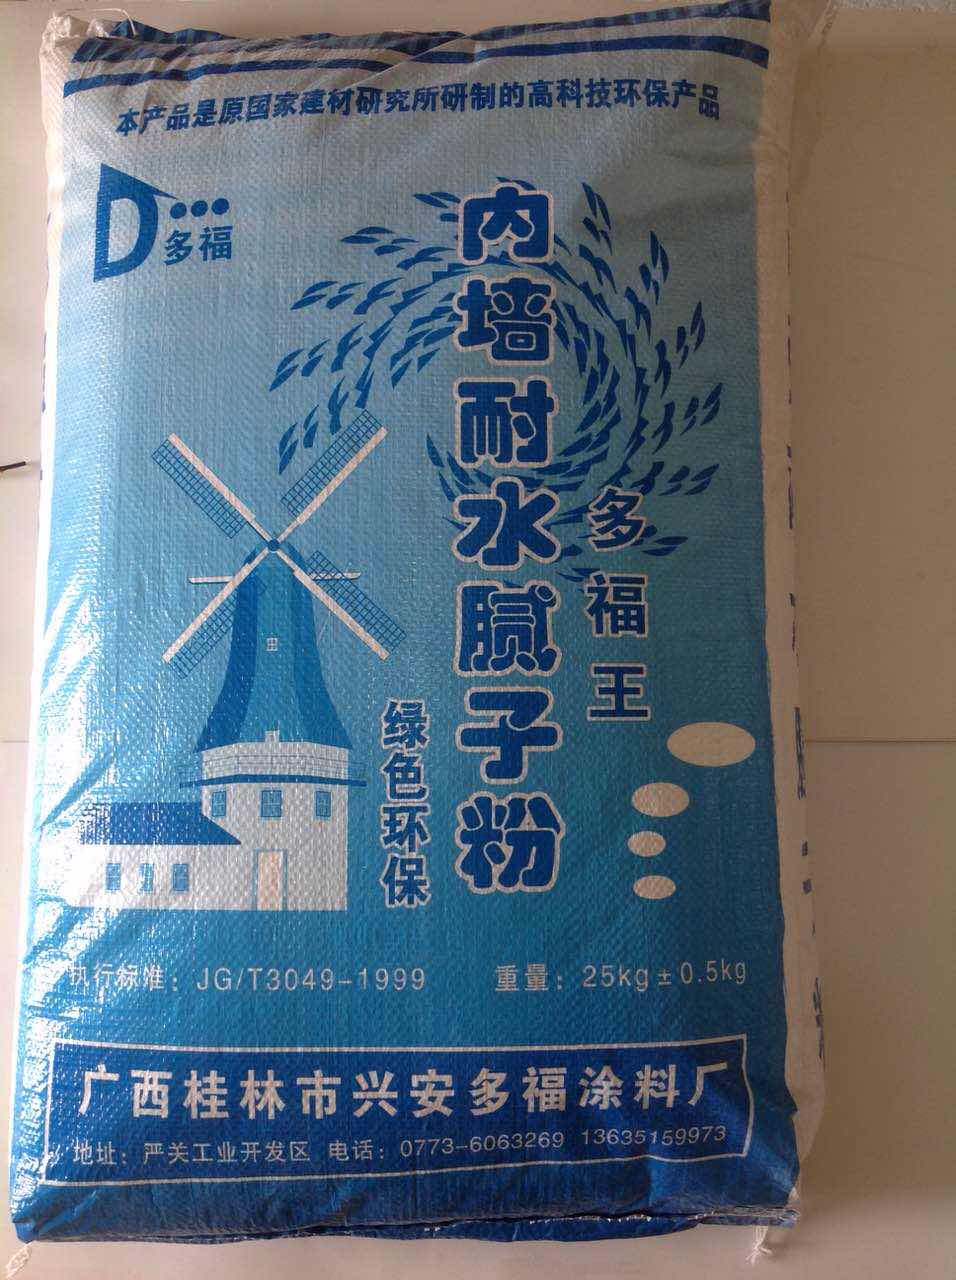 本产品是原国家建材研究所研制的高科技环保产品
D
多福
内墙耐水腻子粉
多福王
绿色环保
执行标准：JG/T3049-1999
重量：25kg±0.5kg
广西桂林市兴安多福涂料厂
地址：严关工业开发区 电话：0773-6063269 13635159973